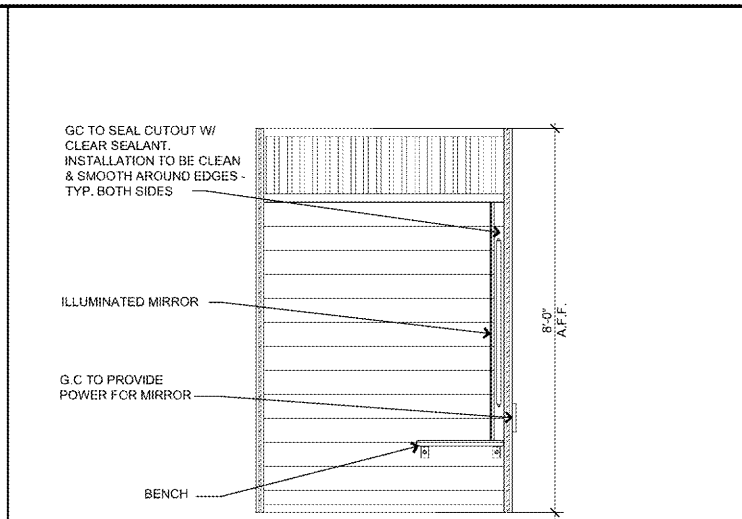 GC TO SEAL CUTOUT W/
CLEAR SEALANT.
INSTALLATION TO BE CLEAN
& SMOOTH AROUND EDGES -
TYP. BOTH SIDES
ILLUMINATED MIRROR
8'-0"
A.F.F.
G.C TO PROVIDE
POWER FOR MIRROR
BENCH